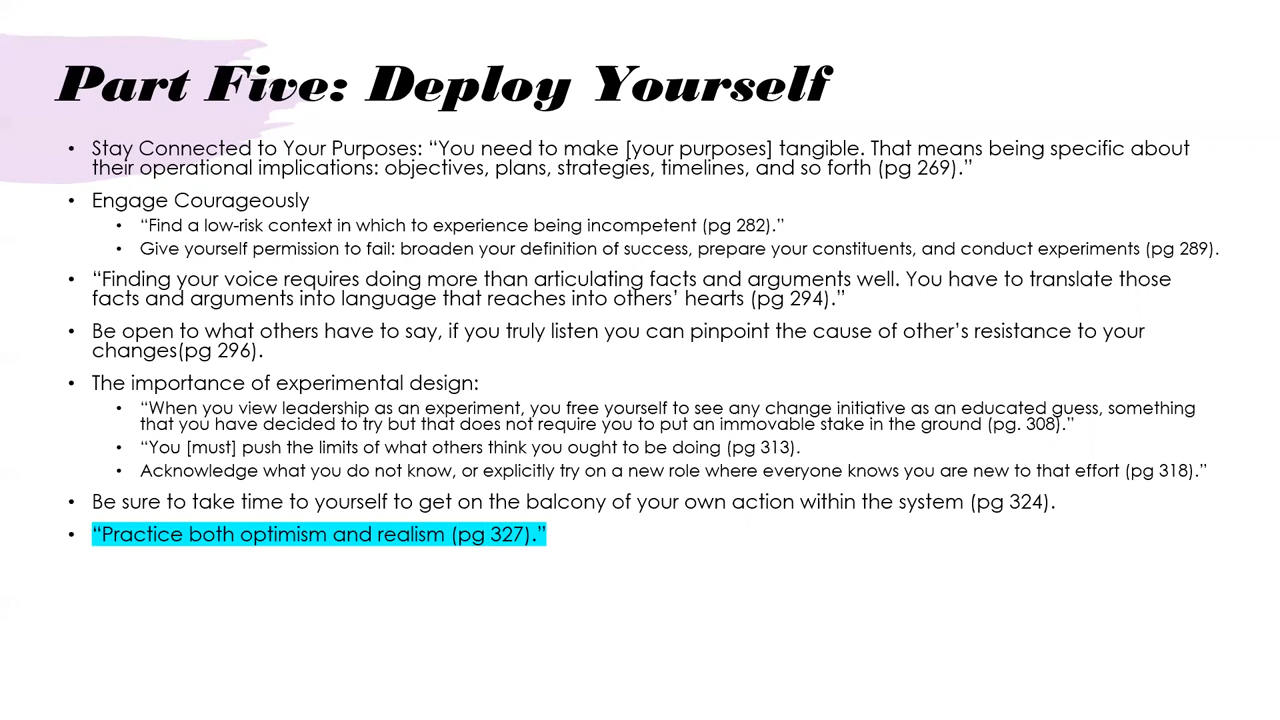 Part Five: Deploy Yourself
• Stay Connected to Your Purposes: “You need to make [your purposes] tangible. That means being specific about
their operational implications: objectives, plans, strategies, timelines, and so forth (pg 269).”
• Engage Courageously
• “Find a low-risk context in which to experience being incompetent (pg 282).”
• Give yourself permission to fail: broaden your definition of success, prepare your constituents, and conduct experiments (pg 289).
• “Finding your voice requires doing more than articulating facts and arguments well. You have to translate those
facts and arguments into language that reaches into others’ hearts (pg 294).”
• Be open to what others have to say, if you truly listen you can pinpoint the cause of other’s resistance to your
changes(pg 296).
• The importance of experimental design:
• “When you view leadership as an experiment, you free yourself to see any change initiative as an educated guess, something
that you have decided to try but that does not require you to put an immovable stake in the ground (pg. 308).”
• “You [must] push the limits of what others think you ought to be doing (pg 313).
• Acknowledge what you do not know, or explicitly try on a new role where everyone knows you are new to that effort (pg 318).”
• Be sure to take time to yourself to get on the balcony of your own action within the system (pg 324).
• “Practice both optimism and realism (pg 327).”